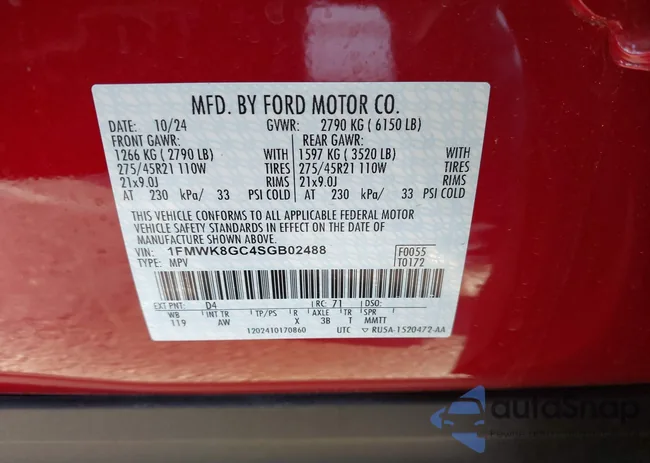 MFD. BY FORD MOTOR CO.
DATE: 10/24 GVWR: 2790 KG ( 6150 LB)
FRONT GAWR: REAR GAWR:
1266 KG ( 2790 LB) WITH 1597 KG ( 3520 LB) WITH
275/45R21 110W TIRES 275/45R21 110W TIRES
21x9.0J RIMS 21x9.0J RIMS
AT 230 kPa/ 33 PSI COLD AT 230 kPa/ 33 PSI COLD
THIS VEHICLE CONFORMS TO ALL APPLICABLE FEDERAL MOTOR
VEHICLE SAFETY STANDARDS IN EFFECT ON THE DATE OF
MANUFACTURE SHOWN ABOVE.
VIN: 1FMWK8GC4SGB02488 F0055
TYPE: MPV T0172
EXT PNT: D4 RC: 71 DSO:
WB INT TR TP/PS R AXLE TR SPR
119 AW X 3B T MMTT
1202410170860 UTC RU5A-1520472-AA
autoSnap